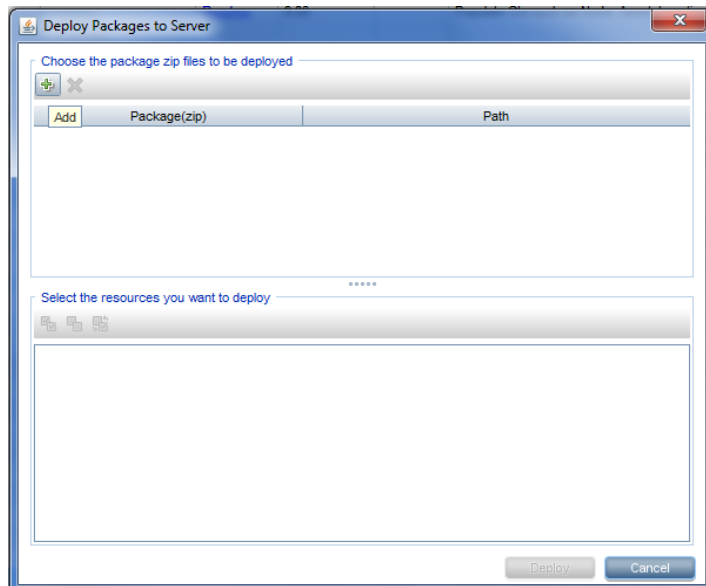 Deploy Packages to Server
Choose the package zip files to be deployed
Add
Package(zip) Path
Select the resources you want to deploy
Deploy Cancel